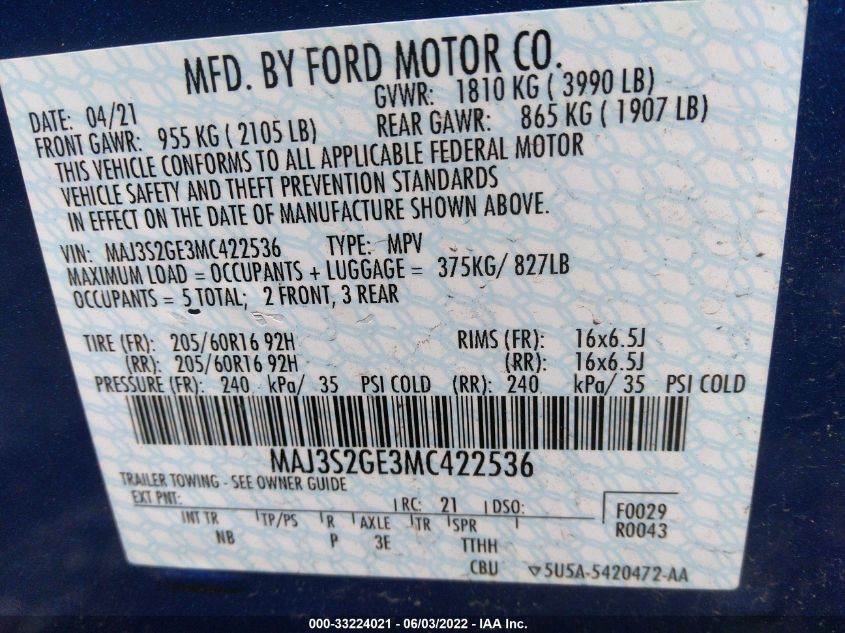 MFD. BY FORD MOTOR CO.
DATE: 04/21 GVWR: 1810 KG ( 3990 LB)
FRONT GAWR: 955 KG ( 2105 LB) REAR GAWR: 865 KG ( 1907 LB)
THIS VEHICLE CONFORMS TO ALL APPLICABLE FEDERAL MOTOR
VEHICLE SAFETY AND THEFT PREVENTION STANDARDS
IN EFFECT ON THE DATE OF MANUFACTURE SHOWN ABOVE.
VIN: MAJ3S2GE3MC422536 TYPE: MPV
MAXIMUM LOAD = OCCUPANTS + LUGGAGE = 375KG/ 827LB
OCCUPANTS = 5 TOTAL; 2 FRONT, 3 REAR
TIRE (FR): 205/60R16 92H RIMS (FR): 16x6.5J
(RR): 205/60R16 92H (RR): 16x6.5J
PRESSURE (FR): 240 kPa/ 35 PSI COLD (RR): 240 kPa/ 35 PSI COLD
MAJ3S2GE3MC422536
TRAILER TOWING - SEE OWNER GUIDE
EXT PNT: RC: 21 DSO: F0029
INT TR TP/PS R AXLE TR SPR R0043
NB P 3E TTHH
CBU 5U5A-5420472-AA
000-33224021 - 06/03/2022 - IAA Inc.